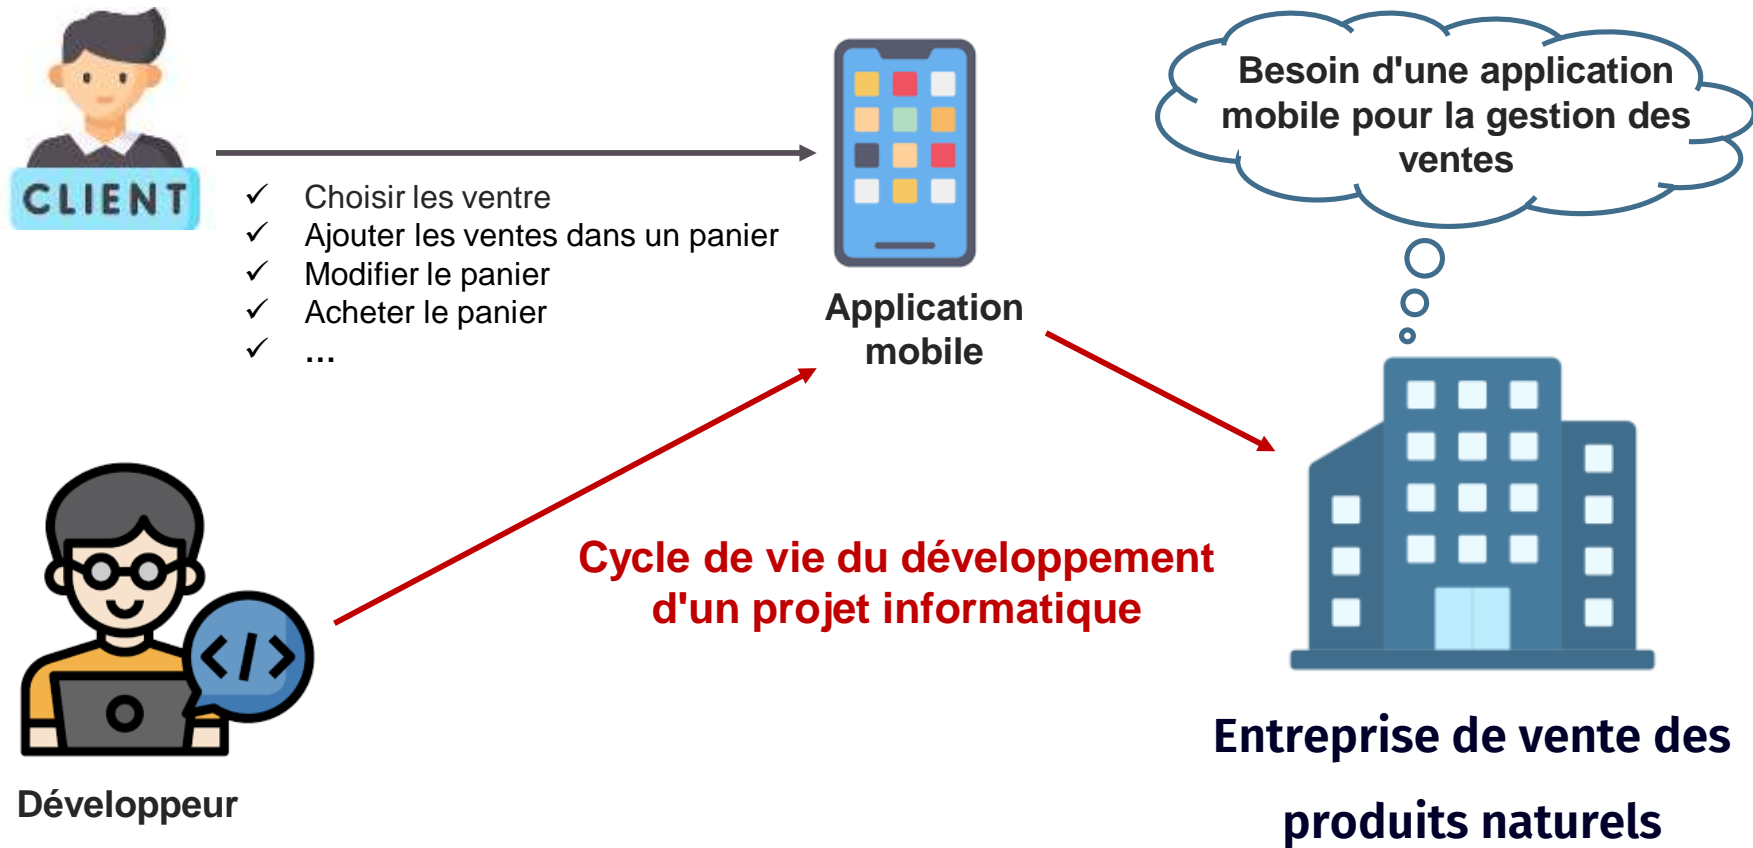 Besoin d'une application
mobile pour la gestion des
ventes
CLIENT
✓ Choisir les ventre
✓ Ajouter les ventes dans un panier
✓ Modifier le panier
✓ Acheter le panier
✓ ...
Application
mobile
Cycle de vie du développement
d'un projet informatique
</>
Développeur
Entreprise de vente des
produits naturels